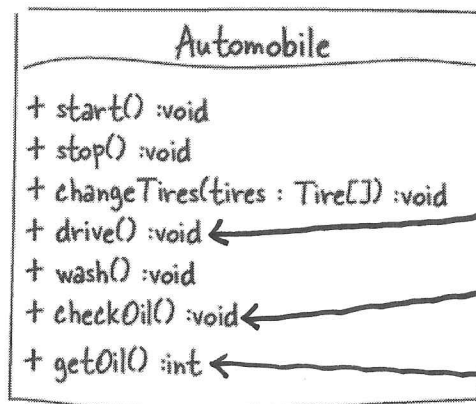 Automobile
+ start() :void
+ stop() :void
+ changeTires(tires : Tire[]) :void
+ drive() :void
+ wash() :void
+ checkOil() :void
+ getOil() :int